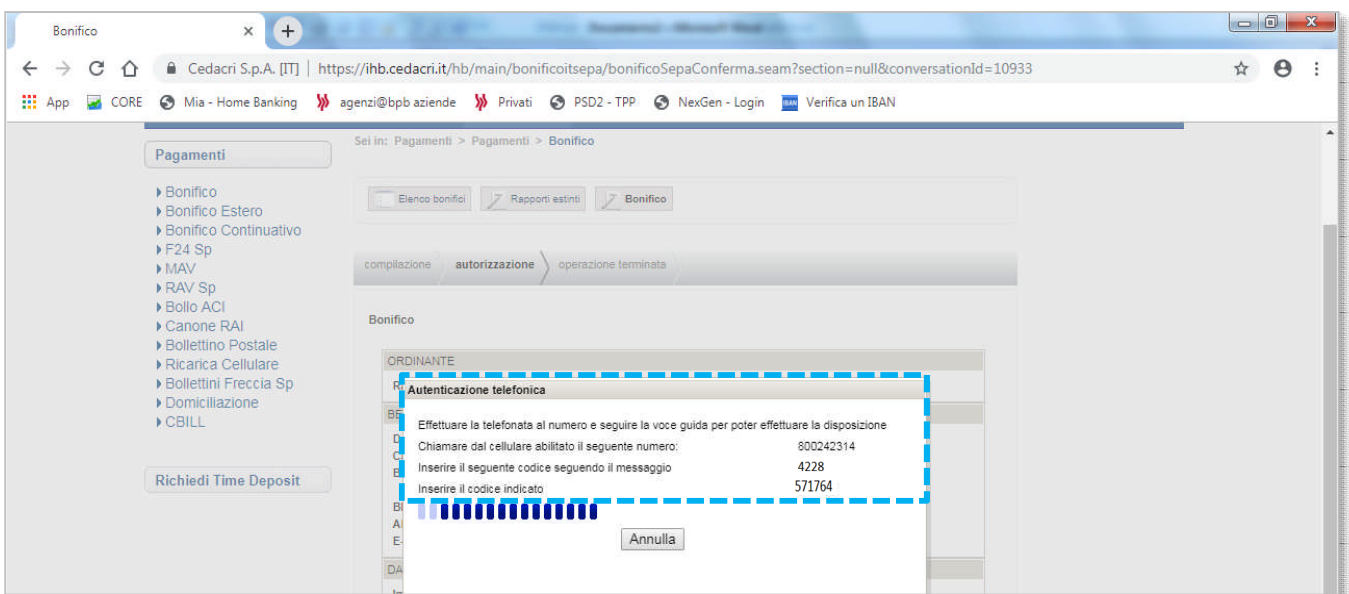 Bonifico
Cedacri S.p.A. [IT] | https://ihb.cedacri.it/hb/main/bonificoitsepa/bonificoSepaConferma.seam?section=null&conversationId=10933
App CORE Mia - Home Banking agenzi@bpb aziende Privati PSD2 - TPP NexGen - Login IBAN Verifica un IBAN
Sei in: Pagamenti > Pagamenti > Bonifico
Pagamenti
Bonifico
Bonifico Estero
Bonifico Continuativo
F24 Sp
MAV
RAV Sp
Bollo ACI
Canone RAI
Bollettino Postale
Ricarica Cellulare
Bollettini Freccia Sp
Domiciliazione
CBILL
Richiedi Time Deposit
Elenco bonifici Rapporti estinti Bonifico
compilazione autorizzazione operazione terminata
Bonifico
ORDINANTE
Autenticazione telefonica
Effettuare la telefonata al numero e seguire la voce guida per poter effettuare la disposizione
Chiamare dal cellulare abilitato il seguente numero: 800242314
Inserire il seguente codice seguendo il messaggio 4228
Inserire il codice indicato 571764
Annulla